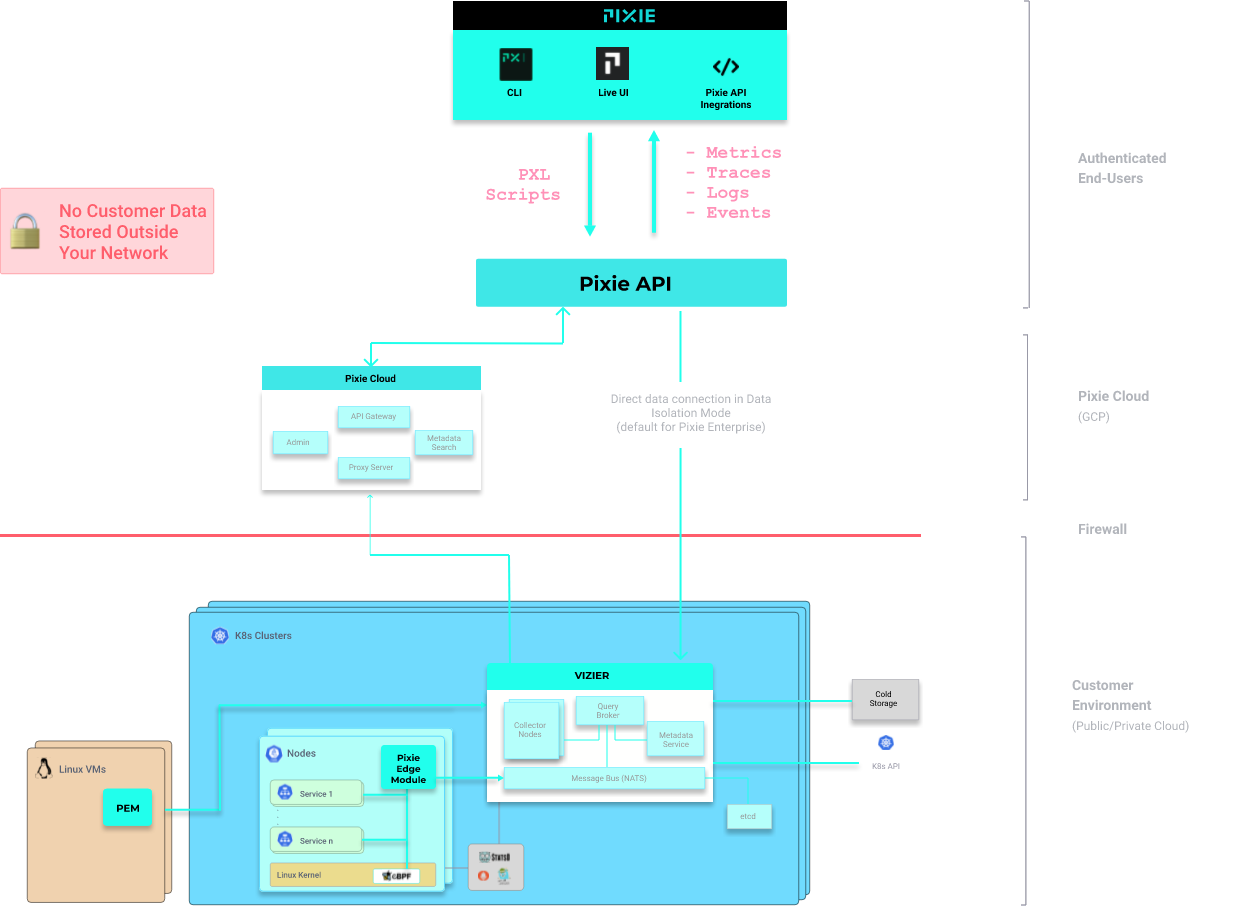 PIXIE
PX
CLI
Live UI
</>
Pixie API
Inegrations
PXL
Scripts
- Metrics
- Traces
- Logs
- Events
Authenticated
End-Users
No Customer Data
Stored Outside
Your Network
Pixie API
Pixie Cloud
API Gateway
Admin
Metadata
Search
Proxy Server
Direct data connection in Data
Isolation Mode
(default for Pixie Enterprise)
Pixie Cloud
(GCP)
Firewall
K8s Clusters
VIZIER
Collector
Nodes
Query
Broker
Metadata
Service
Message Bus (NATS)
etcd
Cold
Storage
K8s API
Customer
Environment
(Public/Private Cloud)
Linux VMs
PEM
Nodes
Pixie
Edge
Module
Service 1
Service n
Linux Kernel
eBPF
STATSD